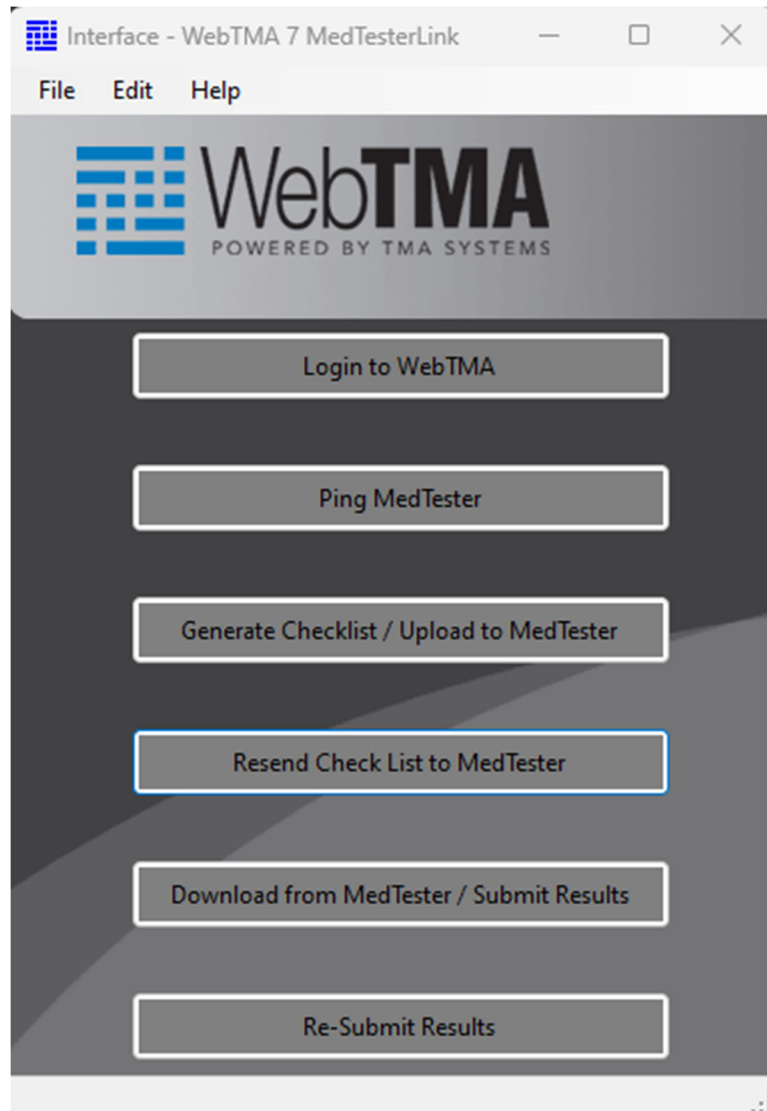 Interface - WebTMA 7 MedTesterLink
File Edit Help
WebTMA
POWERED BY TMA SYSTEMS
Login to WebTMA
Ping MedTester
Generate Checklist / Upload to MedTester
Resend Check List to MedTester
Download from MedTester / Submit Results
Re-Submit Results